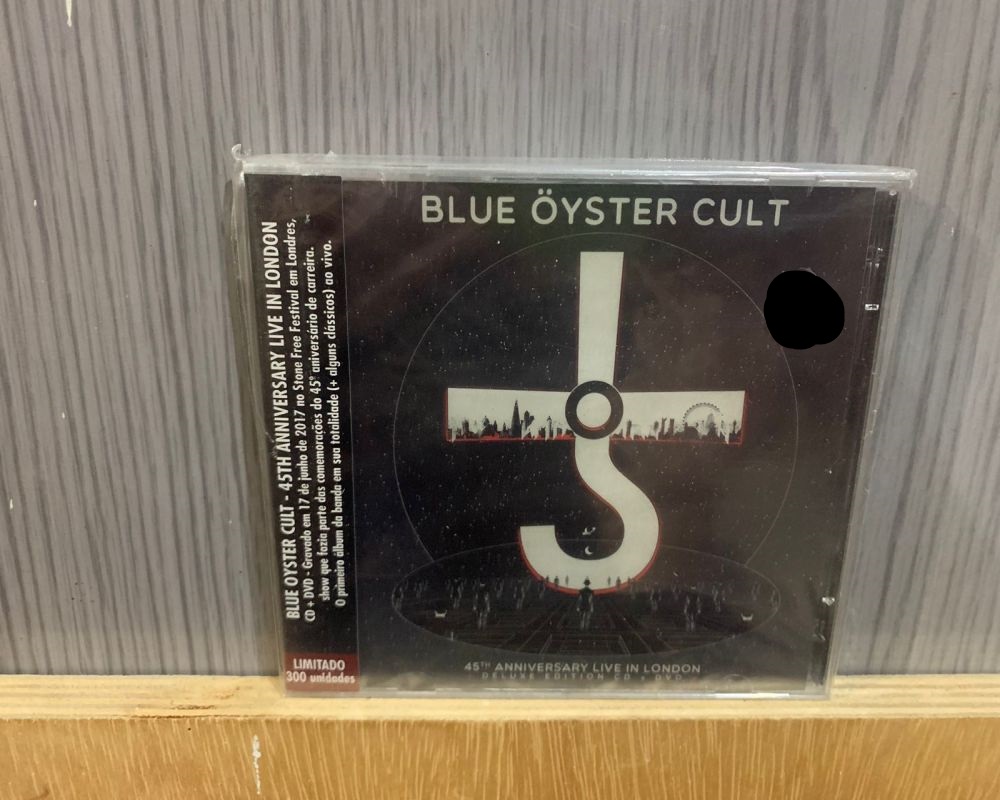 BLUE OYSTER CULT - 45TH ANNIVERSARY LIVE IN LONDON
CD + DVD - Gravado em 17 de junho de 2017 no Stone Free Festival em Londres,
show que fazia parte das comemorações do 45º aniversário de carreira.
O primeiro álbum da banda em sua totalidade (+ alguns clássicos) ao vivo.
LIMITADO
300 unidades
BLUE ÖYSTER CULT
45TH ANNIVERSARY LIVE IN LONDON
DELUXE EDITION CD + DVD